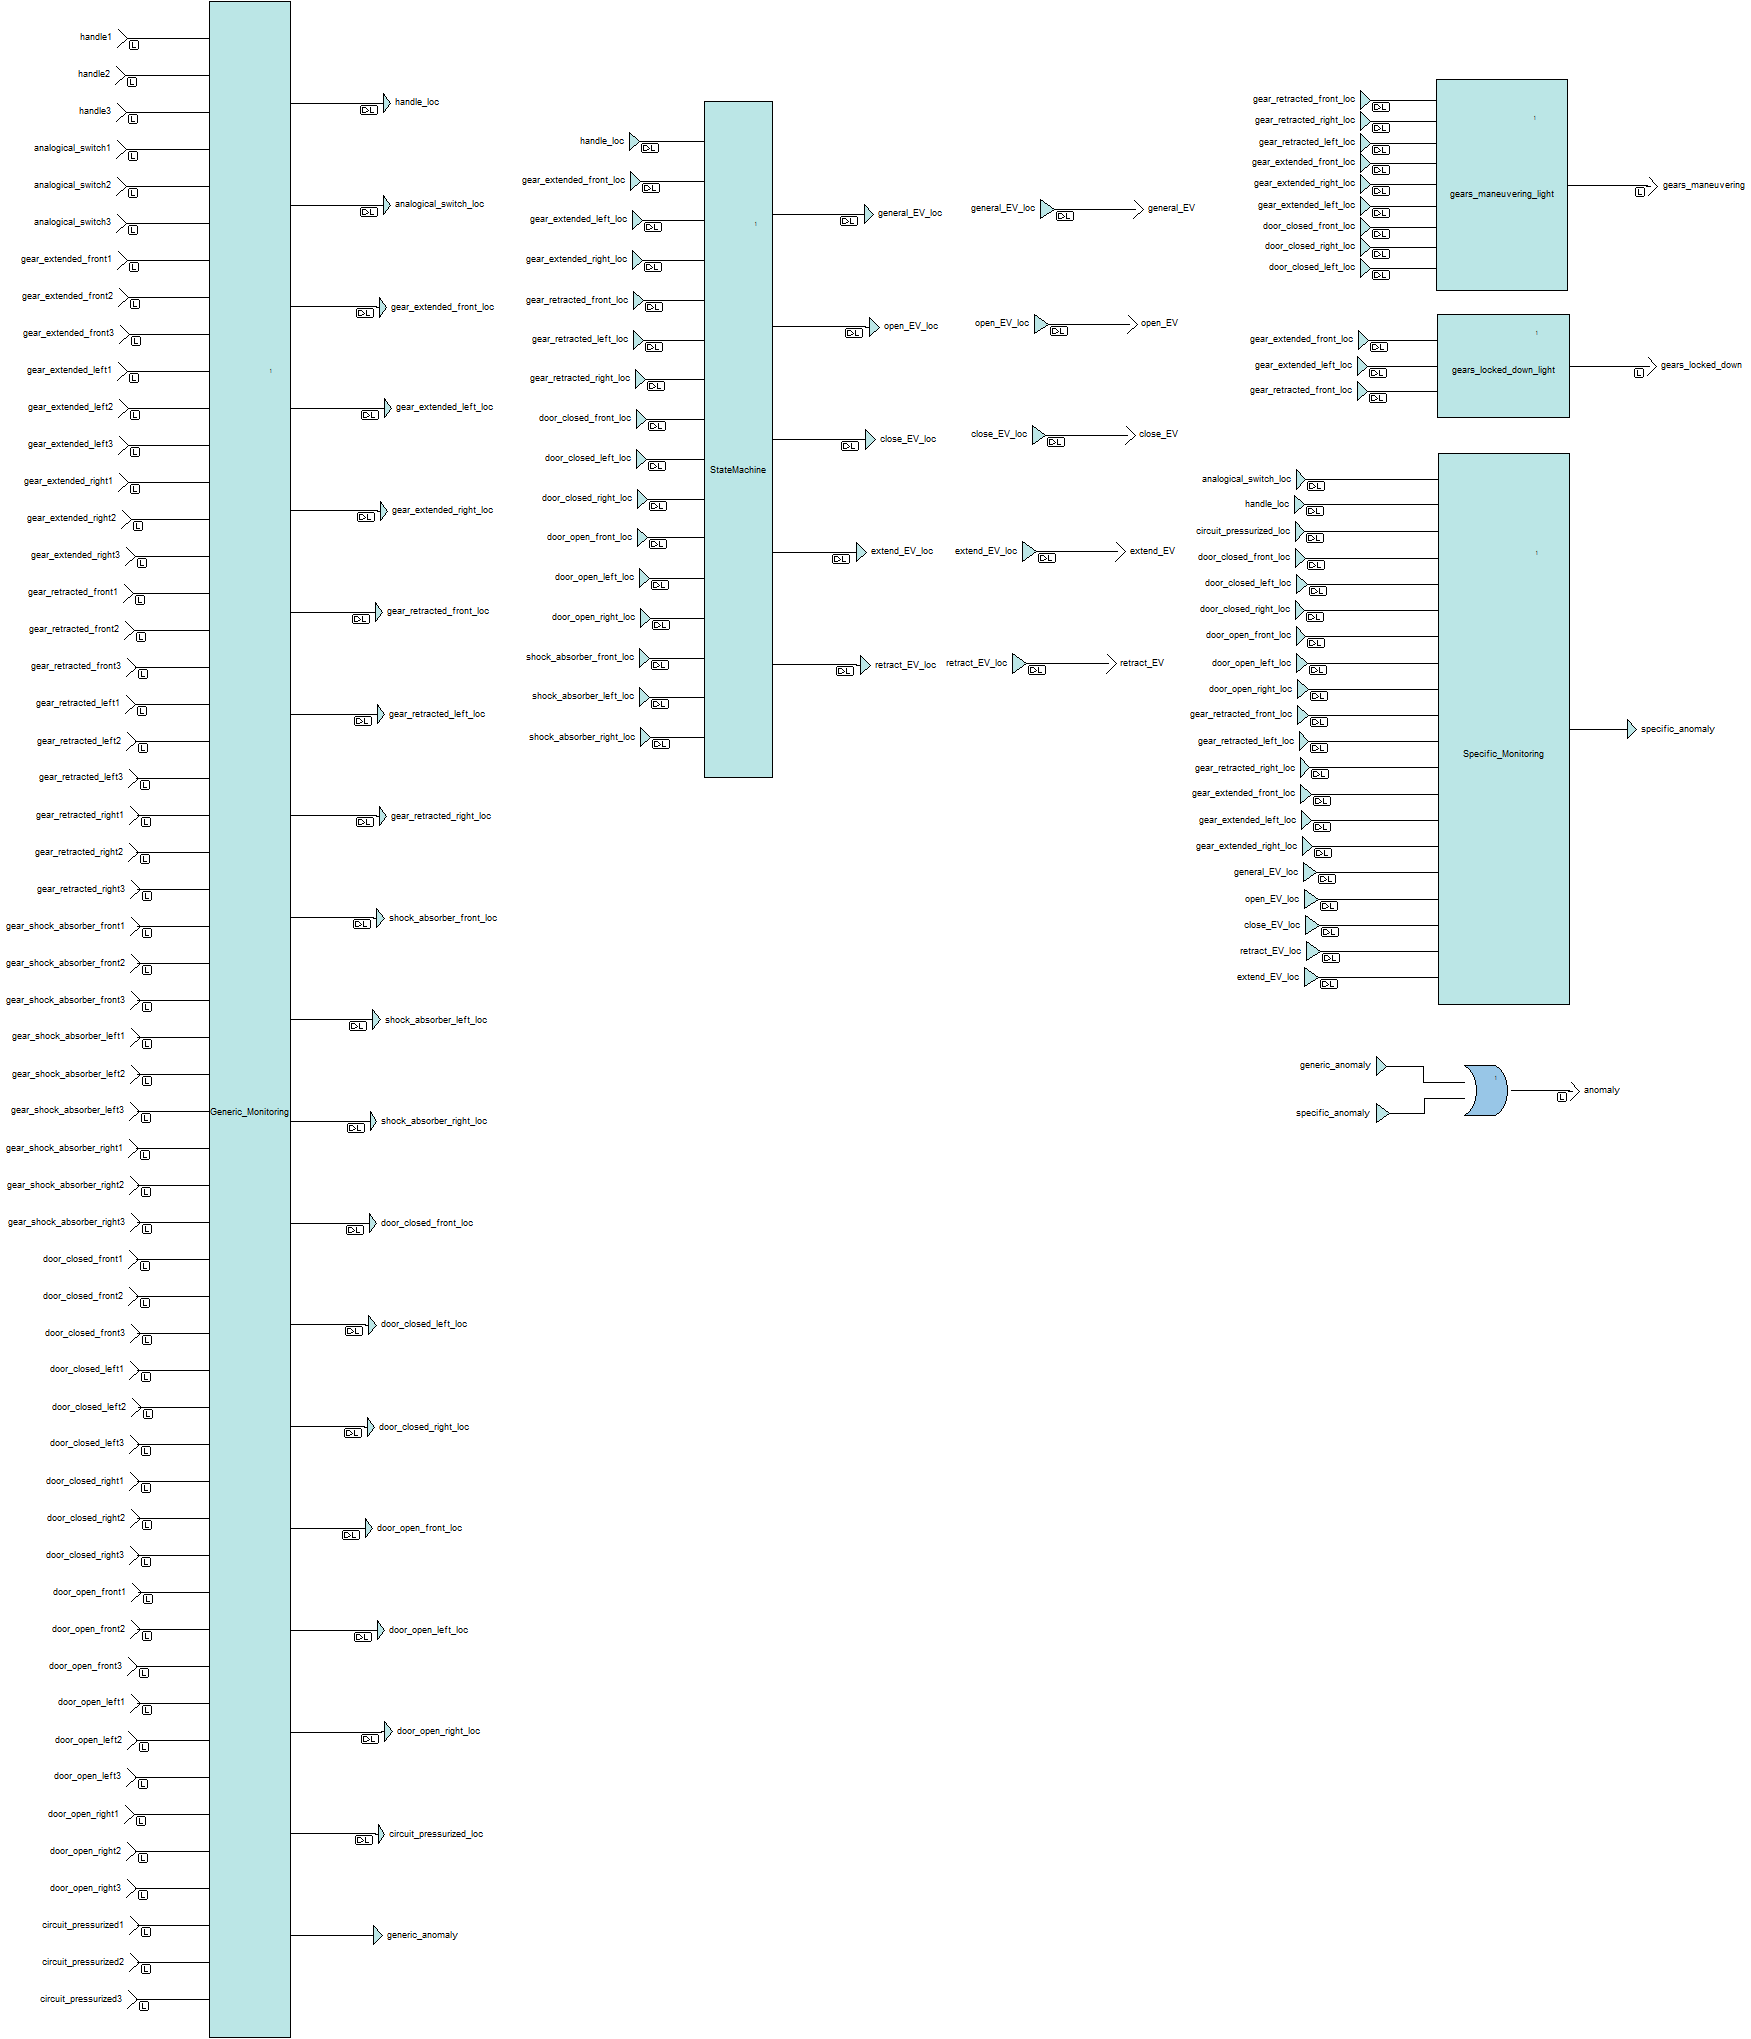 handle1
handle2
handle3
analogical_switch1
analogical_switch2
analogical_switch3
gear_extended_front1
gear_extended_front2
gear_extended_front3
gear_extended_left1
gear_extended_left2
gear_extended_left3
gear_extended_right1
gear_extended_right2
gear_extended_right3
gear_retracted_front1
gear_retracted_front2
gear_retracted_front3
gear_retracted_left1
gear_retracted_left2
gear_retracted_left3
gear_retracted_right1
gear_retracted_right2
gear_retracted_right3
gear_shock_absorber_front1
gear_shock_absorber_front2
gear_shock_absorber_front3
gear_shock_absorber_left1
gear_shock_absorber_left2
gear_shock_absorber_left3
gear_shock_absorber_right1
gear_shock_absorber_right2
gear_shock_absorber_right3
door_closed_front1
door_closed_front2
door_closed_front3
door_closed_left1
door_closed_left2
door_closed_left3
door_closed_right1
door_closed_right2
door_closed_right3
door_open_front1
door_open_front2
door_open_front3
door_open_left1
door_open_left2
door_open_left3
door_open_right1
door_open_right2
door_open_right3
circuit_pressurized1
circuit_pressurized2
circuit_pressurized3
1
Generic_Monitoring
handle_loc
analogical_switch_loc
gear_extended_front_loc
gear_extended_left_loc
gear_extended_right_loc
gear_retracted_front_loc
gear_retracted_left_loc
gear_retracted_right_loc
shock_absorber_front_loc
shock_absorber_left_loc
shock_absorber_right_loc
door_closed_front_loc
door_closed_left_loc
door_closed_right_loc
door_open_front_loc
door_open_left_loc
door_open_right_loc
circuit_pressurized_loc
generic_anomaly
handle_loc
gear_extended_front_loc
gear_extended_left_loc
gear_extended_right_loc
gear_retracted_front_loc
gear_retracted_left_loc
gear_retracted_right_loc
door_closed_front_loc
door_closed_left_loc
door_closed_right_loc
door_open_front_loc
door_open_left_loc
door_open_right_loc
shock_absorber_front_loc
shock_absorber_left_loc
shock_absorber_right_loc
1
StateMachine
general_EV_loc
open_EV_loc
close_EV_loc
extend_EV_loc
retract_EV_loc
general_EV_loc
general_EV
open_EV_loc
open_EV
close_EV_loc
close_EV
extend_EV_loc
extend_EV
retract_EV_loc
retract_EV
gear_retracted_front_loc
gear_retracted_right_loc
gear_retracted_left_loc
gear_extended_front_loc
gear_extended_right_loc
gear_extended_left_loc
door_closed_front_loc
door_closed_right_loc
door_closed_left_loc
1
gears_maneuvering_light
gears_maneuvering
gear_extended_front_loc
gear_extended_left_loc
gear_retracted_front_loc
1
gears_locked_down_light
gears_locked_down
analogical_switch_loc
handle_loc
circuit_pressurized_loc
door_closed_front_loc
door_closed_left_loc
door_closed_right_loc
door_open_front_loc
door_open_left_loc
door_open_right_loc
gear_retracted_front_loc
gear_retracted_left_loc
gear_retracted_right_loc
gear_extended_front_loc
gear_extended_left_loc
gear_extended_right_loc
general_EV_loc
open_EV_loc
close_EV_loc
retract_EV_loc
extend_EV_loc
1
Specific_Monitoring
specific_anomaly
generic_anomaly
specific_anomaly
1
anomaly